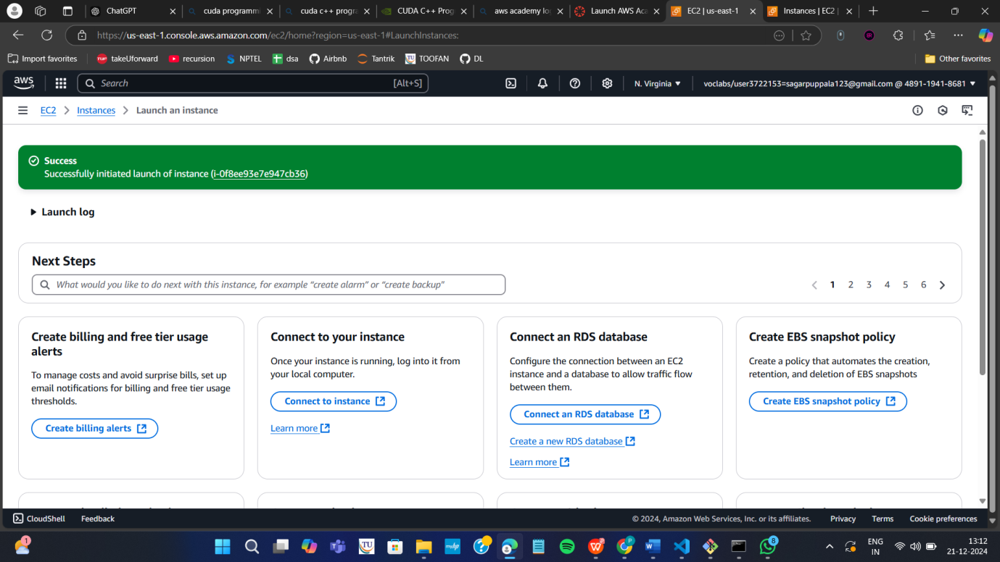 ChatGPT
cuda programmi
cuda c++ progra
CUDA C++ Prog
aws academy log
Launch AWS Aca
EC2 | us-east-1
Instances | EC2 |
https://us-east-1.console.aws.amazon.com/ec2/home?region=us-east-1#LaunchInstances:
Import favorites
takeUforward
recursion
NPTEL
dsa
Airbnb
Tantrik
TOOFAN
DL
Other favorites
aws
Search
[Alt+S]
N. Virginia
voclabs/user3722153=sagarpuppala123@gmail.com @ 4891-1941-8681
EC2
Instances
Launch an instance
Success
Successfully initiated launch of instance (i-0f8ee93e7e947cb36)
Launch log
Next Steps
What would you like to do next with this instance, for example “create alarm” or “create backup”
1 2 3 4 5 6
Create billing and free tier usage
alerts
To manage costs and avoid surprise bills, set up
email notifications for billing and free tier usage
thresholds.
Create billing alerts
Connect to your instance
Once your instance is running, log into it from
your local computer.
Connect to instance
Learn more
Connect an RDS database
Configure the connection between an EC2
instance and a database to allow traffic flow
between them.
Connect an RDS database
Create a new RDS database
Learn more
Create EBS snapshot policy
Create a policy that automates the creation,
retention, and deletion of EBS snapshots
Create EBS snapshot policy
CloudShell
Feedback
© 2024, Amazon Web Services, Inc. or its affiliates.
Privacy
Terms
Cookie preferences
1
8
ENG
IN
13:12
21-12-2024